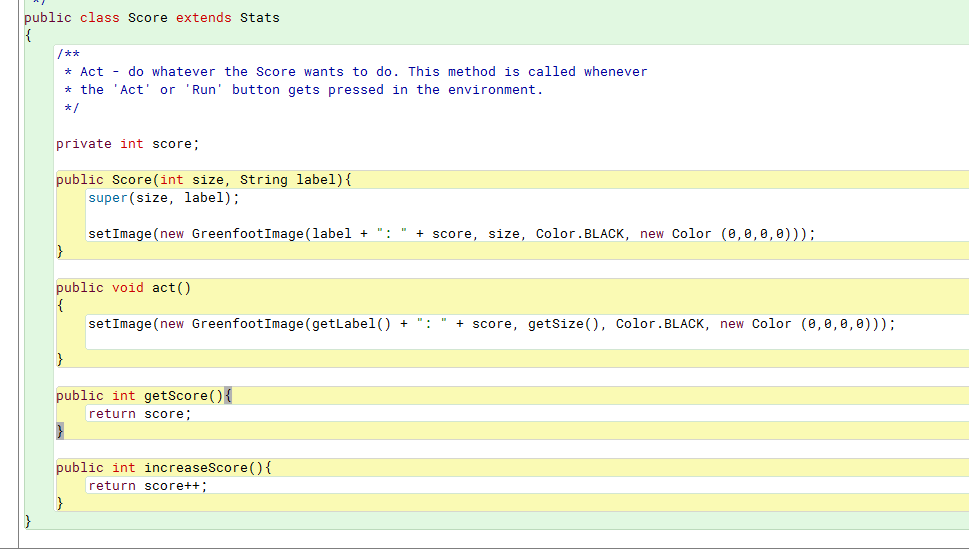 */
public class Score extends Stats
{
/**
* Act - do whatever the Score wants to do. This method is called whenever
* the 'Act' or 'Run' button gets pressed in the environment.
*/
private int score;
public Score(int size, String label){
super(size, label);
setImage(new GreenfootImage(label + ": " + score, size, Color.BLACK, new Color (0,0,0,0)));
}
public void act()
{
setImage(new GreenfootImage(getLabel() + ": " + score, getSize(), Color.BLACK, new Color (0,0,0,0)));
}
public int getScore(){
return score;
}
public int increaseScore(){
return score++;
}
}